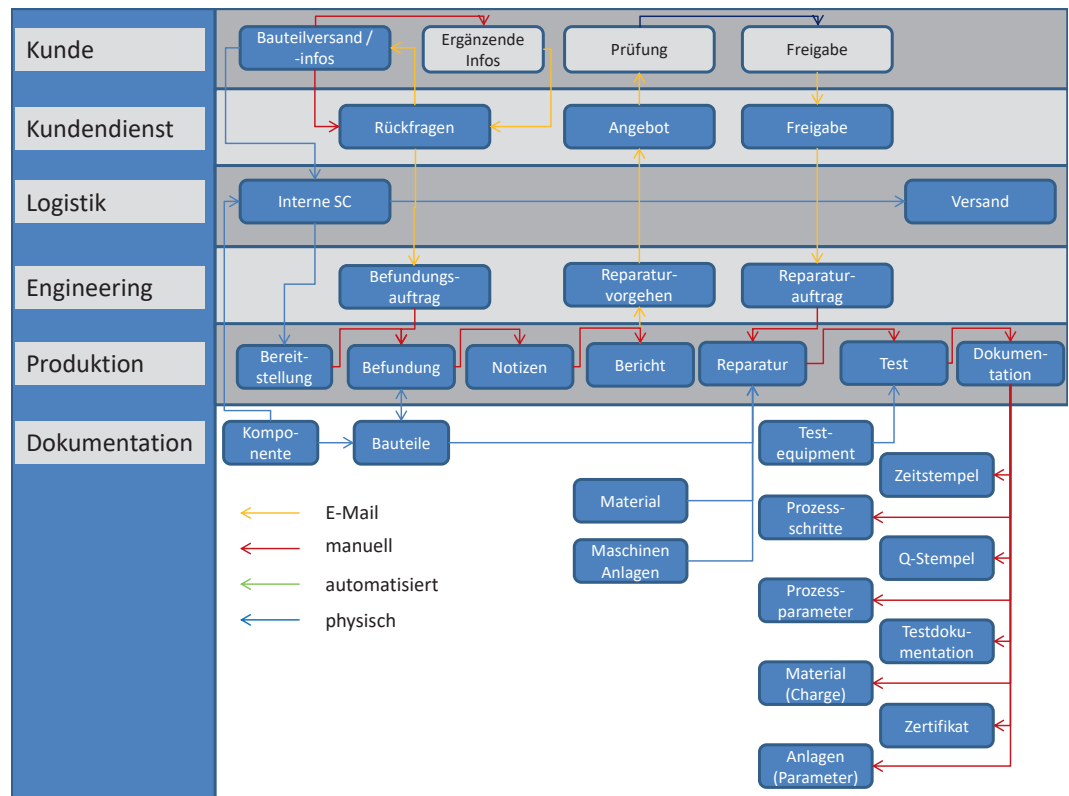 Kunde
Bauteilversand /
-infos
Ergänzende
Infos
Prüfung
Freigabe
Kundendienst
Rückfragen
Angebot
Freigabe
Logistik
Interne SC
Versand
Engineering
Befundungs-
auftrag
Reparatur-
vorgehen
Reparatur-
auftrag
Produktion
Bereit-
stellung
Befundung
Notizen
Bericht
Reparatur
Test
Dokumen-
tation
Dokumentation
Kompo-
nente
Bauteile
Test-
equipment
Zeitstempel
Material
Prozess-
schritte
Maschinen
Anlagen
Q-Stempel
Prozess-
parameter
Testdoku-
mentation
Material
(Charge)
Zertifikat
Anlagen
(Parameter)
E-Mail
manuell
automatisiert
physisch